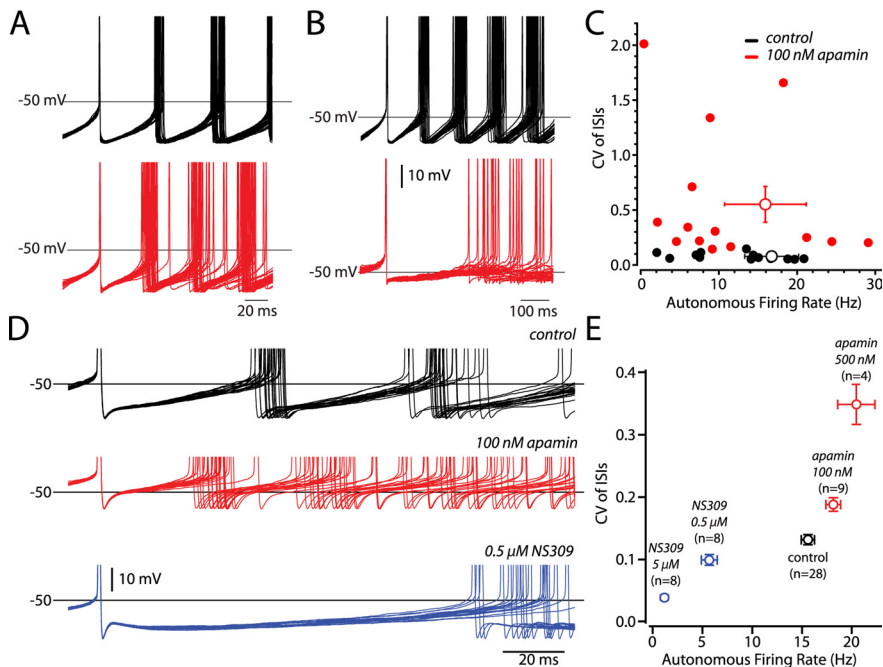 A
-50 mV
-50 mV
20 ms
B
-50 mV
10 mV
-50 mV
100 ms
C
control
100 nM apamin
CV of ISIs
2.0
1.5
1.0
0.5
0.0
0
10
20
30
Autonomous Firing Rate (Hz)
D
control
-50
100 nM apamin
-50
0.5 μM NS309
10 mV
-50
20 ms
E
CV of ISIs
0.4
0.3
0.2
0.1
0.0
0
5
10
15
20
Autonomous Firing Rate (Hz)
apamin
500 nM
(n=4)
apamin
100 nM
(n=9)
NS309
0.5 μM
(n=8)
NS309
5 μM
(n=8)
control
(n=28)